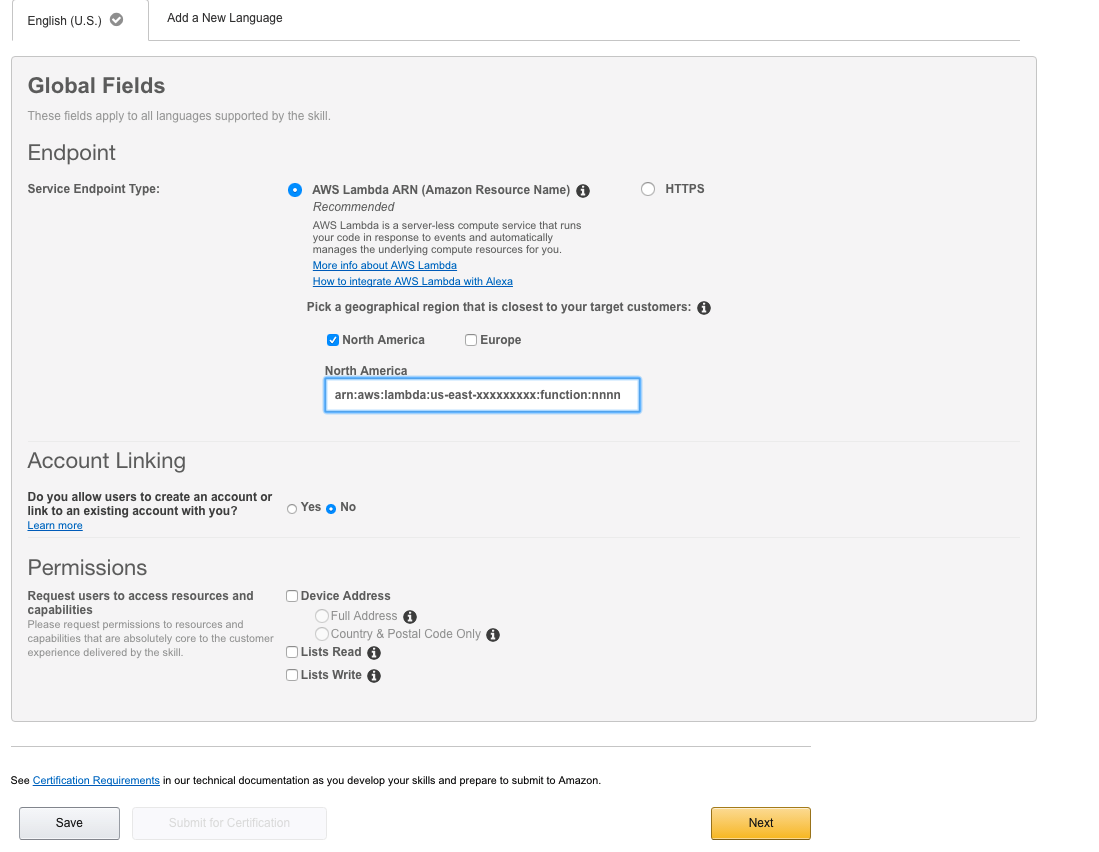 English (U.S.)
Add a New Language
Global Fields
These fields apply to all languages supported by the skill.
Endpoint
Service Endpoint Type:
AWS Lambda ARN (Amazon Resource Name)
HTTPS
Recommended
AWS Lambda is a server-less compute service that runs
your code in response to events and automatically
manages the underlying compute resources for you.
More info about AWS Lambda
How to integrate AWS Lambda with Alexa
Pick a geographical region that is closest to your target customers:
North America
Europe
North America
arn:aws:lambda:us-east-xxxxxxxxx:function:nnnn
Account Linking
Do you allow users to create an account or
link to an existing account with you?
Learn more
Yes
No
Permissions
Request users to access resources and
capabilities
Please request permissions to resources and
capabilities that are absolutely core to the customer
experience delivered by the skill.
Device Address
Full Address
Country & Postal Code Only
Lists Read
Lists Write
See Certification Requirements in our technical documentation as you develop your skills and prepare to submit to Amazon.
Save
Submit for Certification
Next